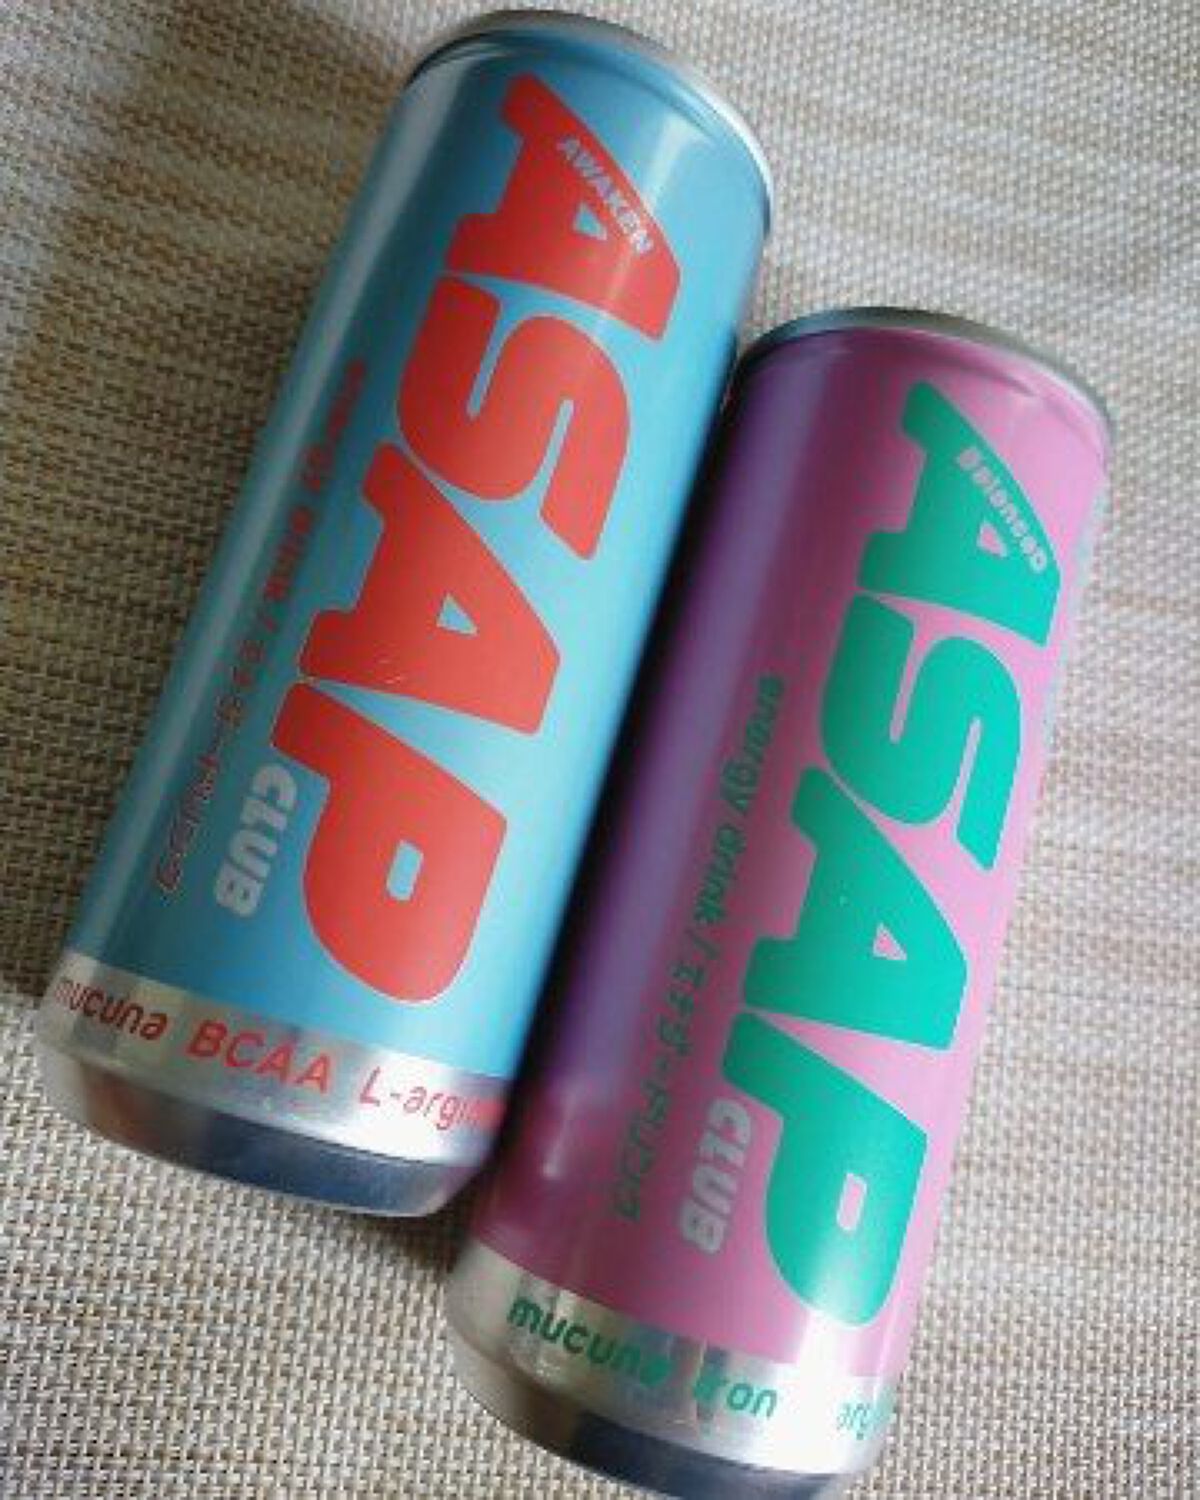 AWAKEN
ASAP
CLUB
mucuna BCAA
Balanced
ASAP
CLUB
energy drink / エナジードリンク
mucuna iron